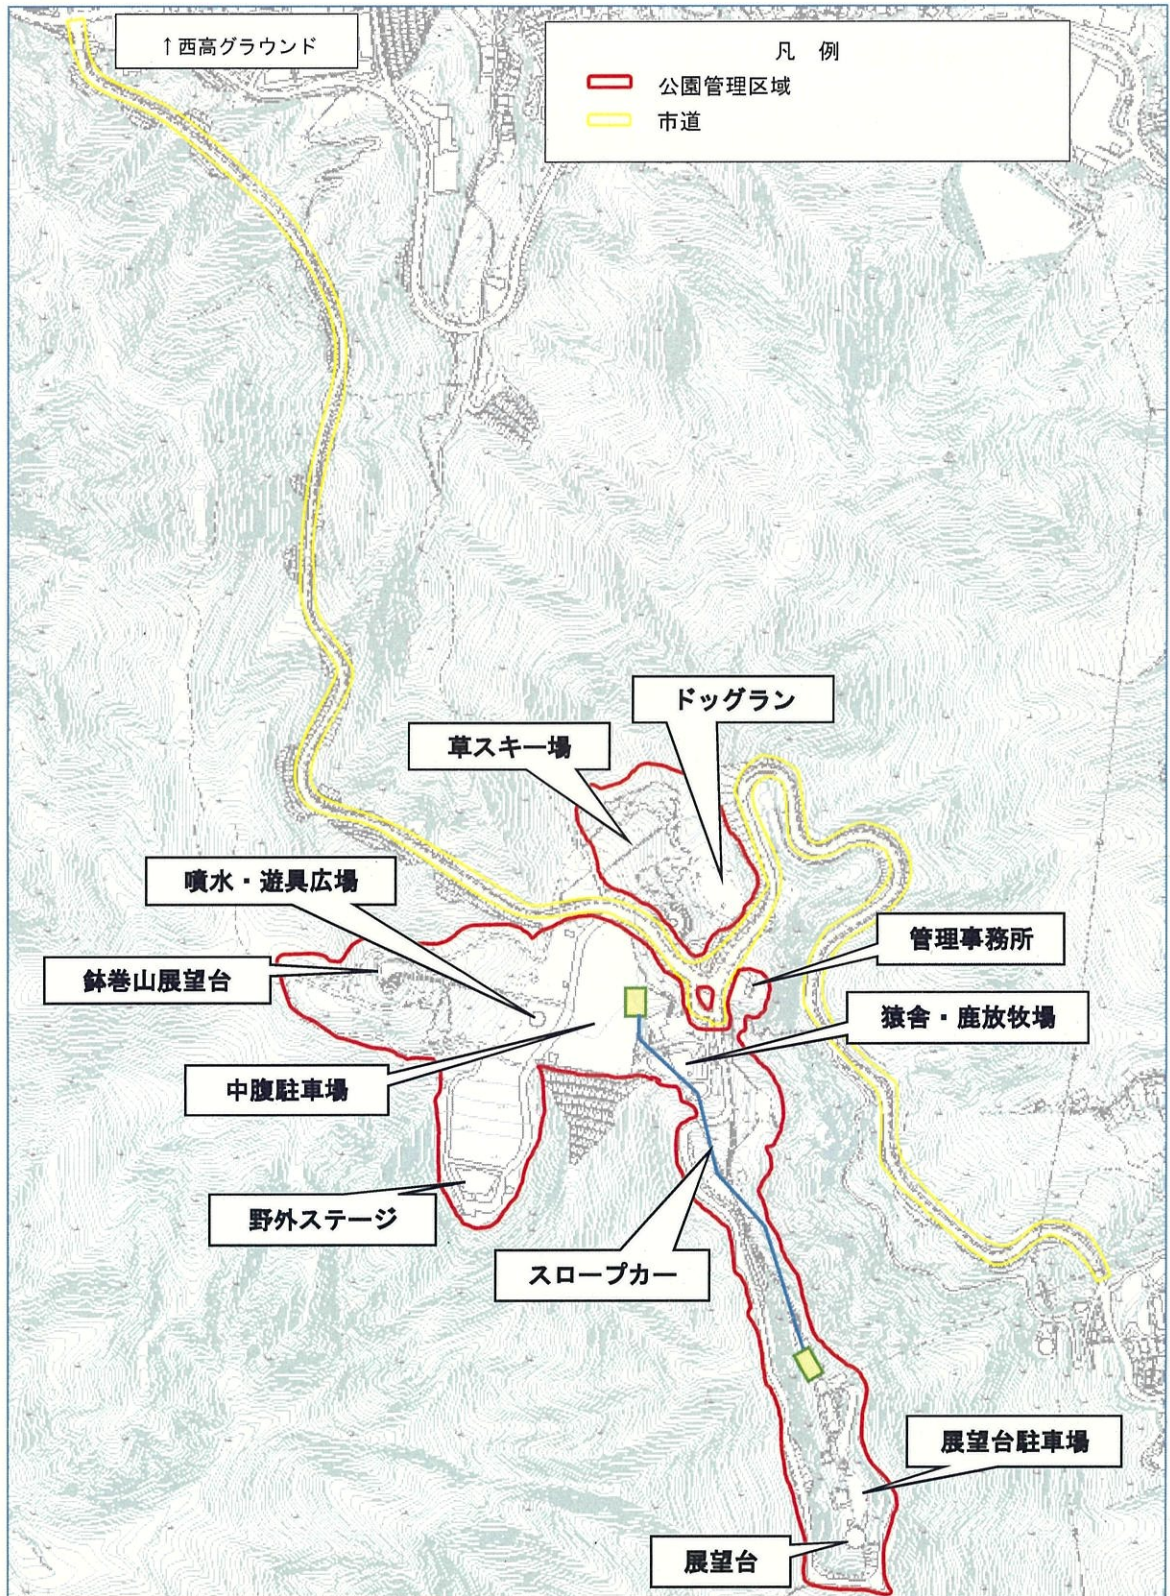 ↑西高グラウンド
凡 例
公園管理区域
市道
ドッグラン
草スキー場
噴水・遊具広場
管理事務所
鉢巻山展望台
猿舎・鹿放牧場
中腹駐車場
野外ステージ
スロープカー
展望台駐車場
展望台